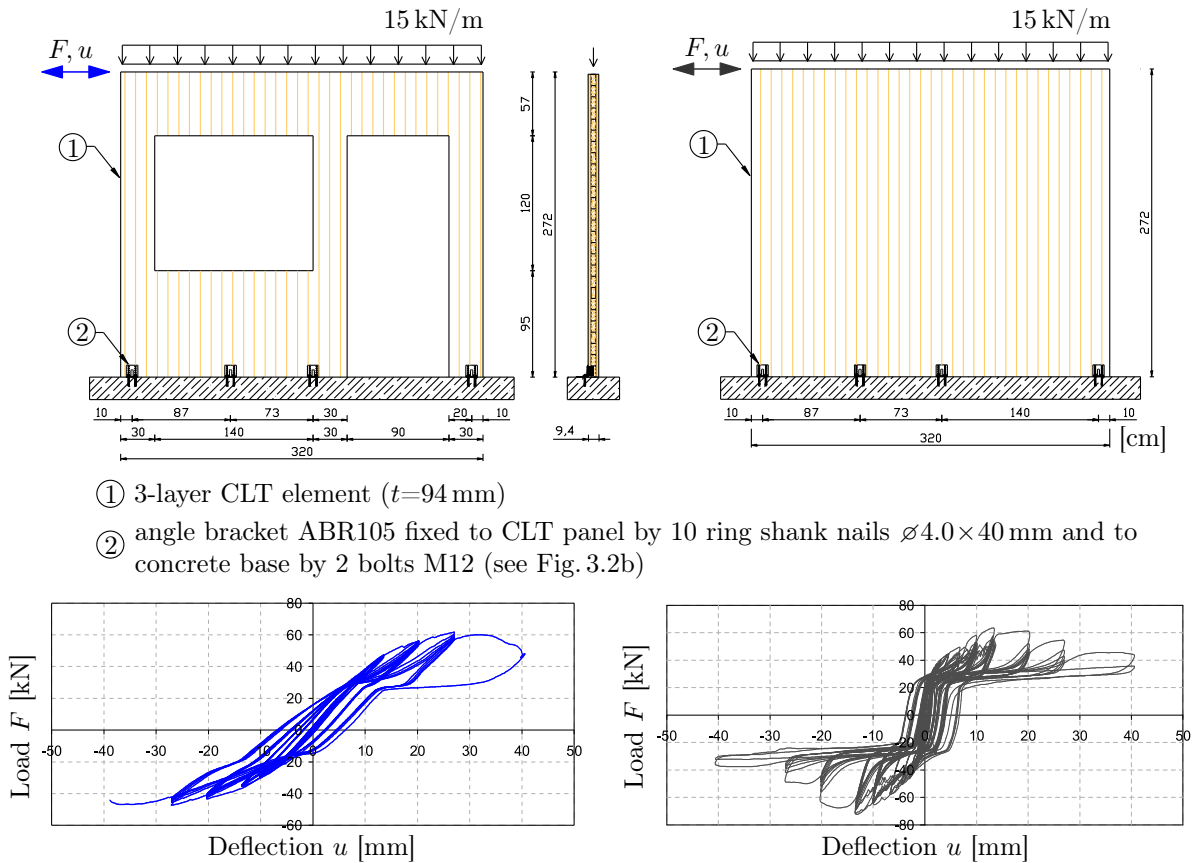 15 kN/m
F, u
57
1
120
272
95
2
10 87 73 30 20 10
30 140 30 90 30
320
9,4
15 kN/m
F, u
1
272
2
10 87 73 140 10
320
[cm]
1 3-layer CLT element (t=94 mm)
2 angle bracket ABR105 fixed to CLT panel by 10 ring shank nails ⌀4.0×40 mm and to
concrete base by 2 bolts M12 (see Fig. 3.2b)
Load F [kN]
80
60
40
20
0
-20
-40
-60
-50 -40 -30 -20 -10 0 10 20 30 40 50
Deflection u [mm]
Load F [kN]
80
60
40
20
0
-20
-40
-60
-80
-50 -40 -30 -20 -10 0 10 20 30 40 50
Deflection u [mm]